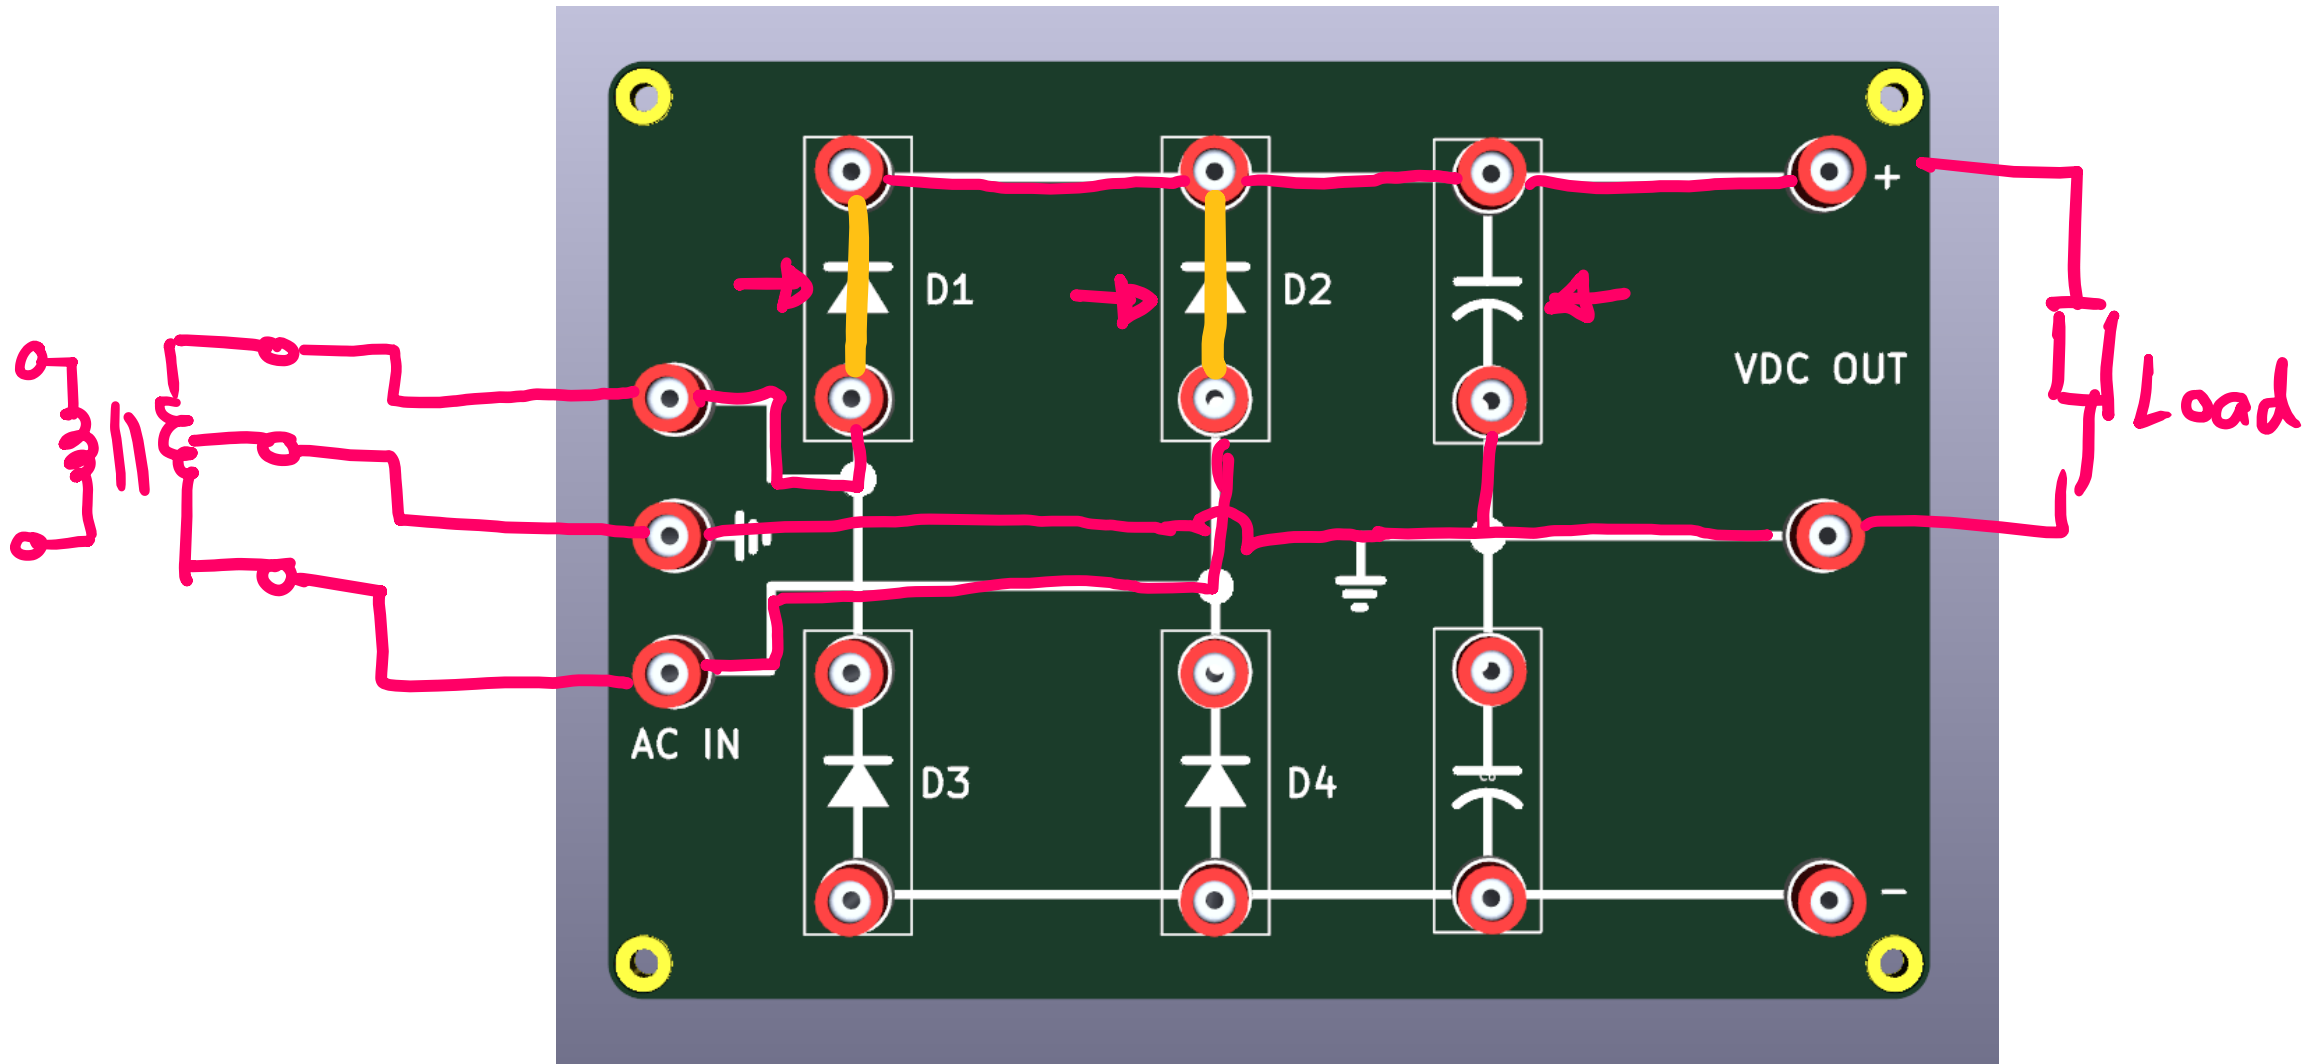 +
D1
D2
VDC OUT
Load
AC IN
D3
D4
−